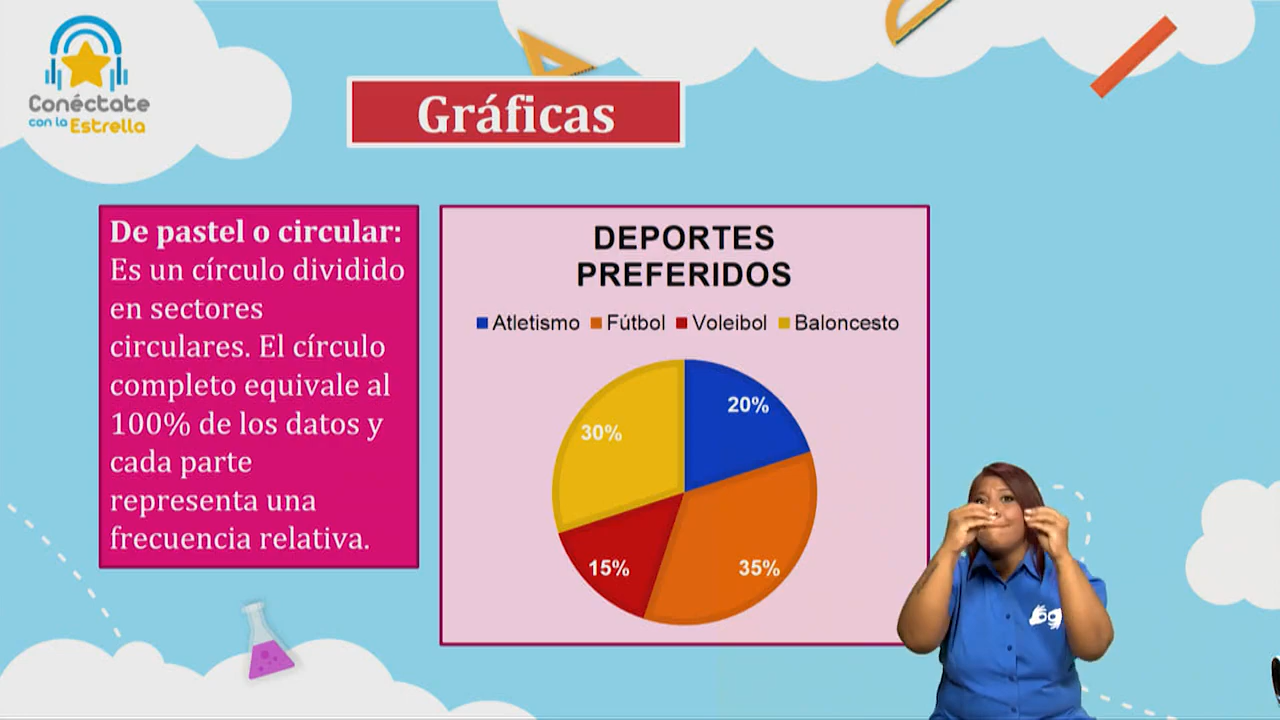 Conéctate
con la Estrella
Gráficas
De pastel o circular:
Es un círculo dividido
en sectores
circulares. El círculo
completo equivale al
100% de los datos y
cada parte
representa una
frecuencia relativa.
DEPORTES
PREFERIDOS
Atletismo Fútbol Voleibol Baloncesto
20%
30%
15%
35%